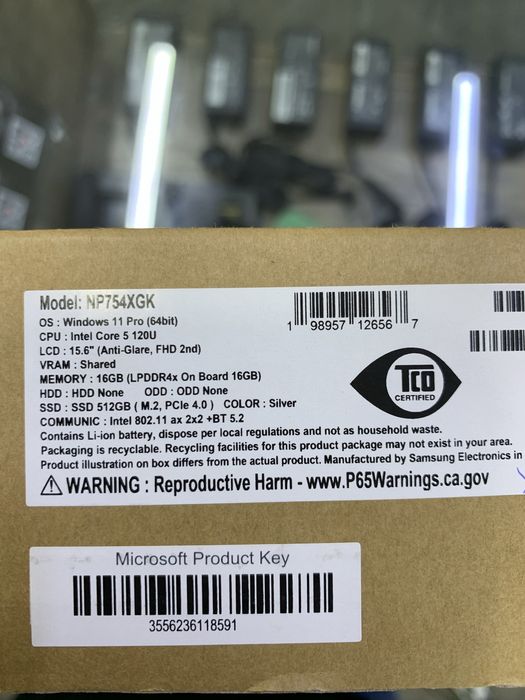 Model: NP754XGK
OS : Windows 11 Pro (64bit)
CPU : Intel Core 5 120U
LCD : 15.6" (Anti-Glare, FHD 2nd)
VRAM : Shared
MEMORY : 16GB (LPDDR4x On Board 16GB)
HDD : HDD None ODD : ODD None
SSD : SSD 512GB ( M.2, PCIe 4.0 ) COLOR : Silver
COMMUNIC : Intel 802.11 ax 2x2 +BT 5.2
1 98957 12656 7
TCO
CERTIFIED
Contains Li-ion battery, dispose per local regulations and not as household waste.
Packaging is recyclable. Recycling facilities for this product package may not exist in your area.
Product illustration on box differs from the actual product. Manufactured by Samsung Electronics in
⚠ WARNING : Reproductive Harm - www.P65Warnings.ca.gov
Microsoft Product Key
3556236118591